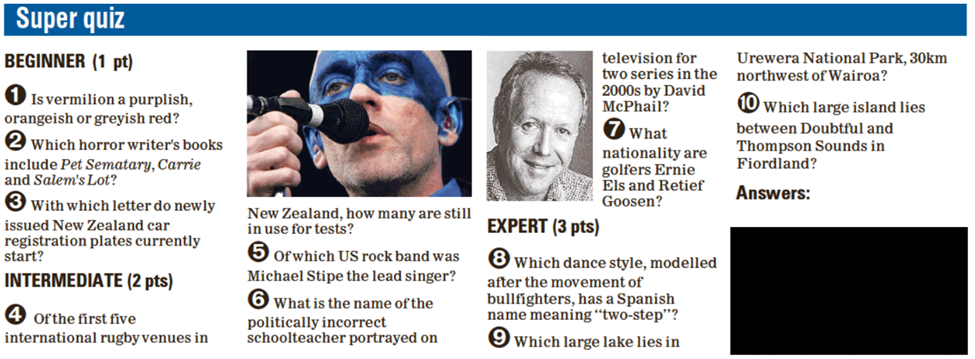 Super quiz
BEGINNER (1 pt)
1 Is vermilion a purplish,
orangeish or greyish red?
2 Which horror writer's books
include Pet Sematary, Carrie
and Salem's Lot?
3 With which letter do newly
issued New Zealand car
registration plates currently
start?
INTERMEDIATE (2 pts)
4 Of the first five
international rugby venues in
New Zealand, how many are still
in use for tests?
5 Of which US rock band was
Michael Stipe the lead singer?
6 What is the name of the
politically incorrect
schoolteacher portrayed on
television for
two series in the
2000s by David
McPhail?
7 What
nationality are
golfers Ernie
Els and Retief
Goosen?
EXPERT (3 pts)
8 Which dance style, modelled
after the movement of
bullfighters, has a Spanish
name meaning "two-step"?
9 Which large lake lies in
Urewera National Park, 30km
northwest of Wairoa?
10 Which large island lies
between Doubtful and
Thompson Sounds in
Fiordland?
Answers: